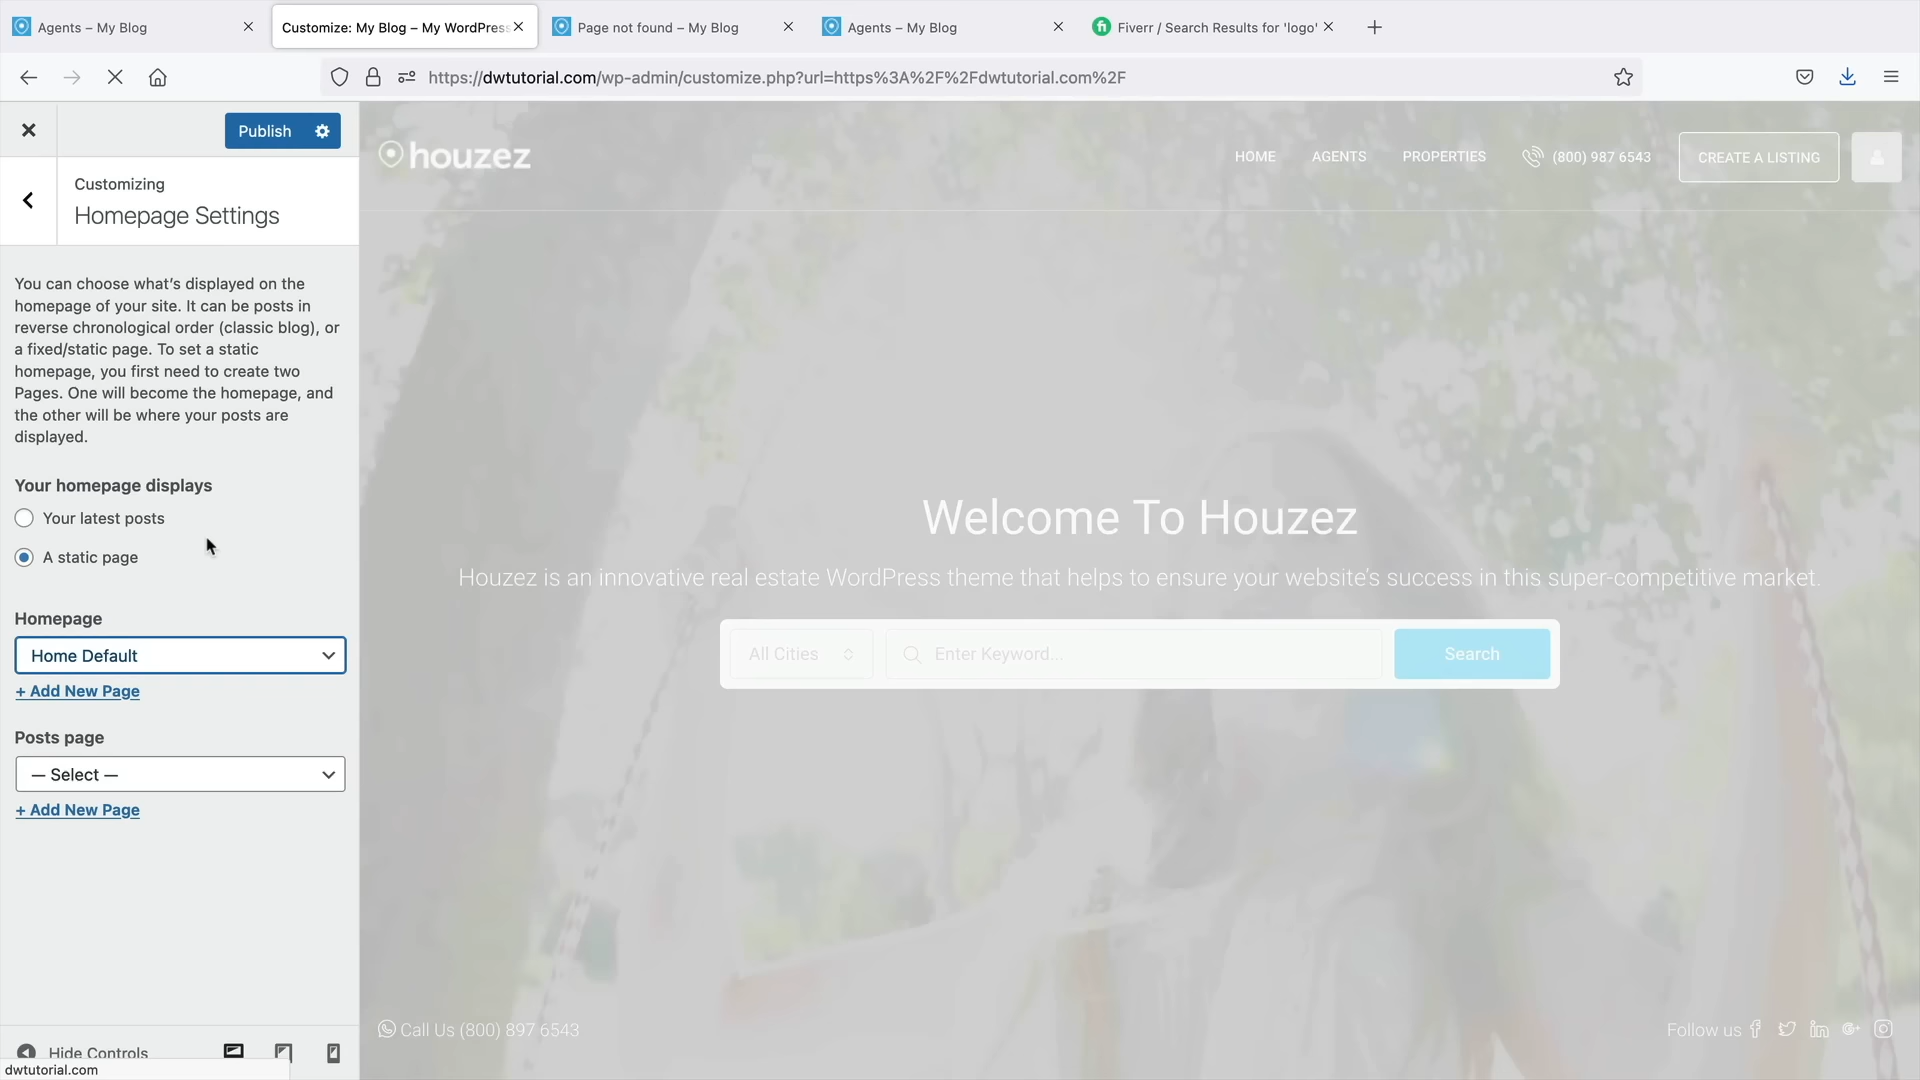 Agents – My Blog
Customize: My Blog – My WordPress
Page not found – My Blog
Agents – My Blog
Fiverr / Search Results for 'logo'
https://dwtutorial.com/wp-admin/customize.php?url=https%3A%2F%2Fdwtutorial.com%2F
Publish
Customizing
Homepage Settings
You can choose what's displayed on the
homepage of your site. It can be posts in
reverse chronological order (classic blog), or
a fixed/static page. To set a static
homepage, you first need to create two
Pages. One will become the homepage, and
the other will be where your posts are
displayed.
Your homepage displays
Your latest posts
A static page
Homepage
Home Default
+ Add New Page
Posts page
— Select —
+ Add New Page
Hide Controls
dwtutorial.com
houzez
HOME
AGENTS
PROPERTIES
(800) 987 6543
CREATE A LISTING
Welcome To Houzez
Houzez is an innovative real estate WordPress theme that helps to ensure your website's success in this super-competitive market.
All Cities
Enter Keyword...
Search
Call Us (800) 897 6543
Follow us